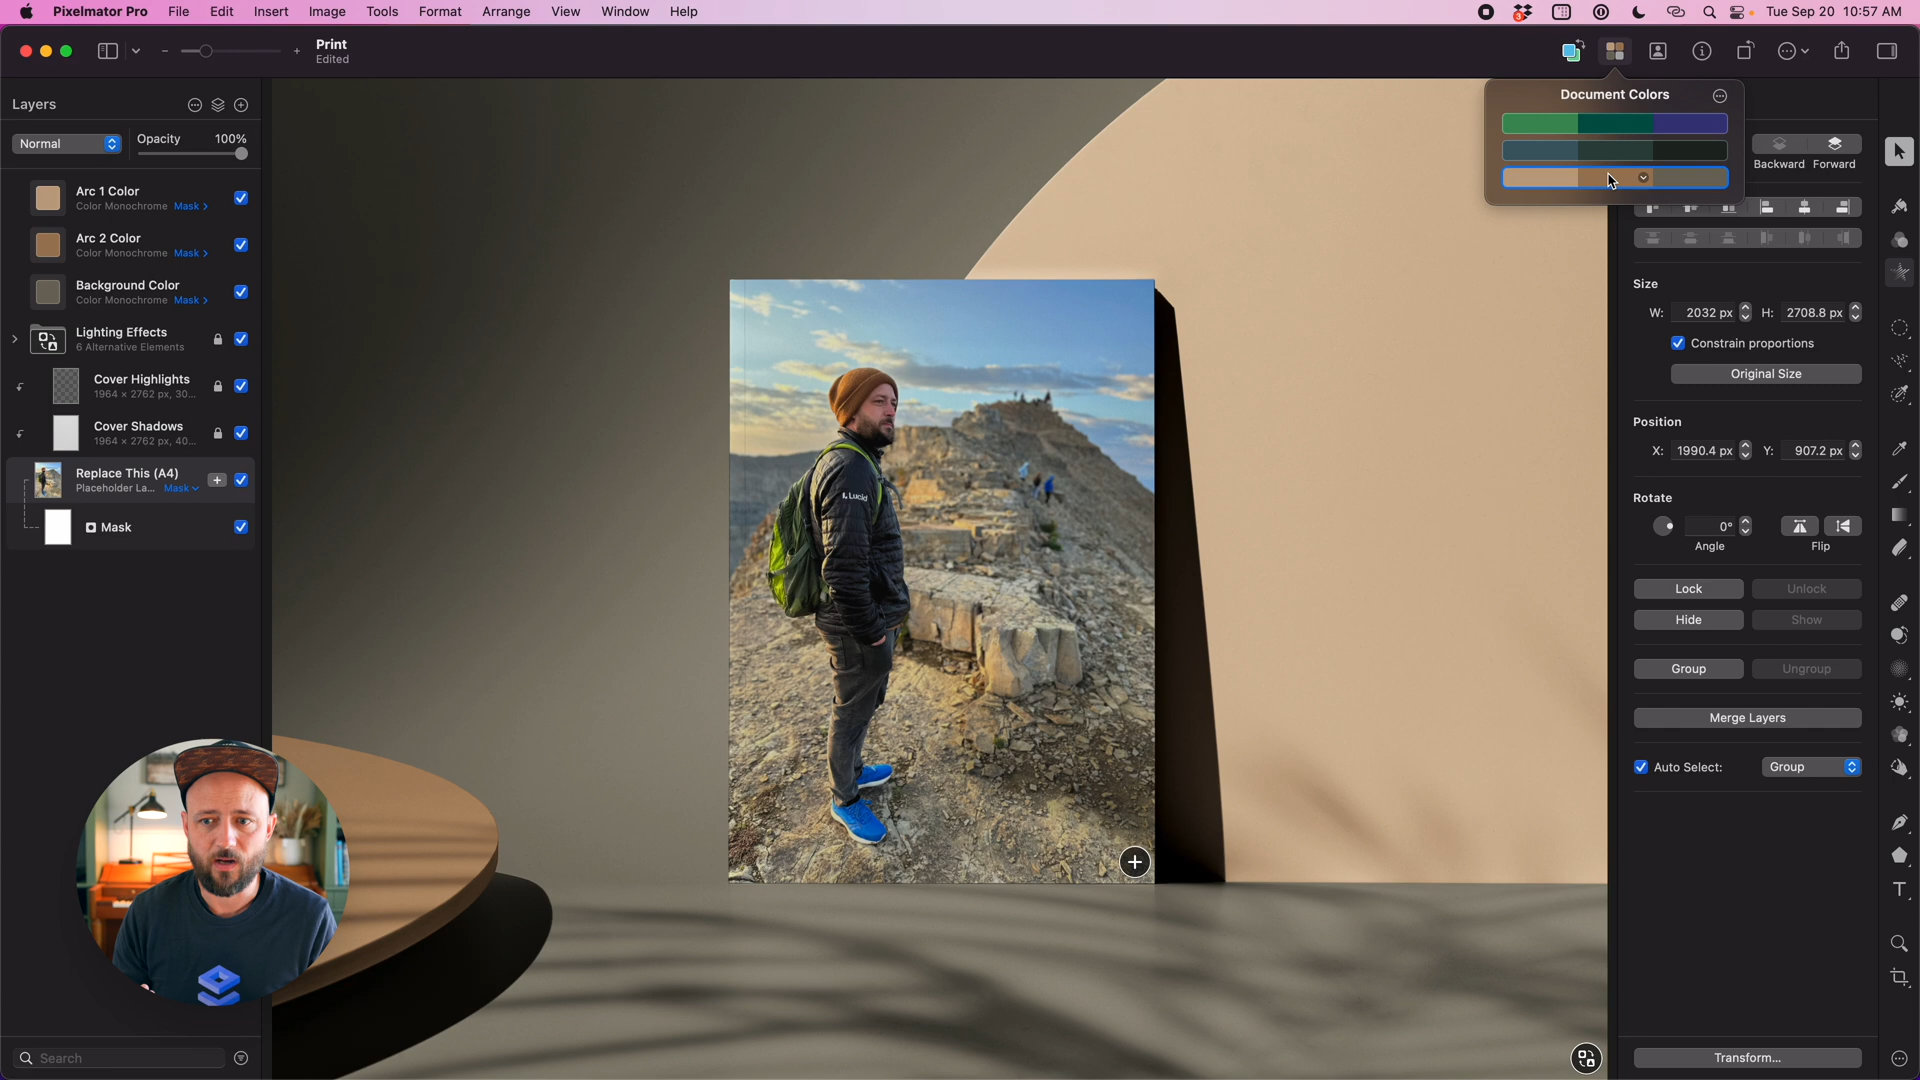 Pixelmator Pro File Edit Insert Image Tools Format Arrange View Window Help
3
Tue Sep 20 10:57 AM
Print
Edited
Layers
Normal
Opacity 100%
Arc 1 Color
Color Monochrome Mask >
Arc 2 Color
Color Monochrome Mask >
Background Color
Color Monochrome Mask >
Lighting Effects
6 Alternative Elements
Cover Highlights
1964 × 2762 px, 30...
Cover Shadows
1964 × 2762 px, 40...
Replace This (A4)
Placeholder La... Mask
Mask
Search
Lucid
Document Colors
Backward Forward
Size
W: 2032 px H: 2708.8 px
Constrain proportions
Original Size
Position
X: 1990.4 px Y: 907.2 px
Rotate
0°
Angle Flip
Lock Unlock
Hide Show
Group Ungroup
Merge Layers
Auto Select: Group
Transform...